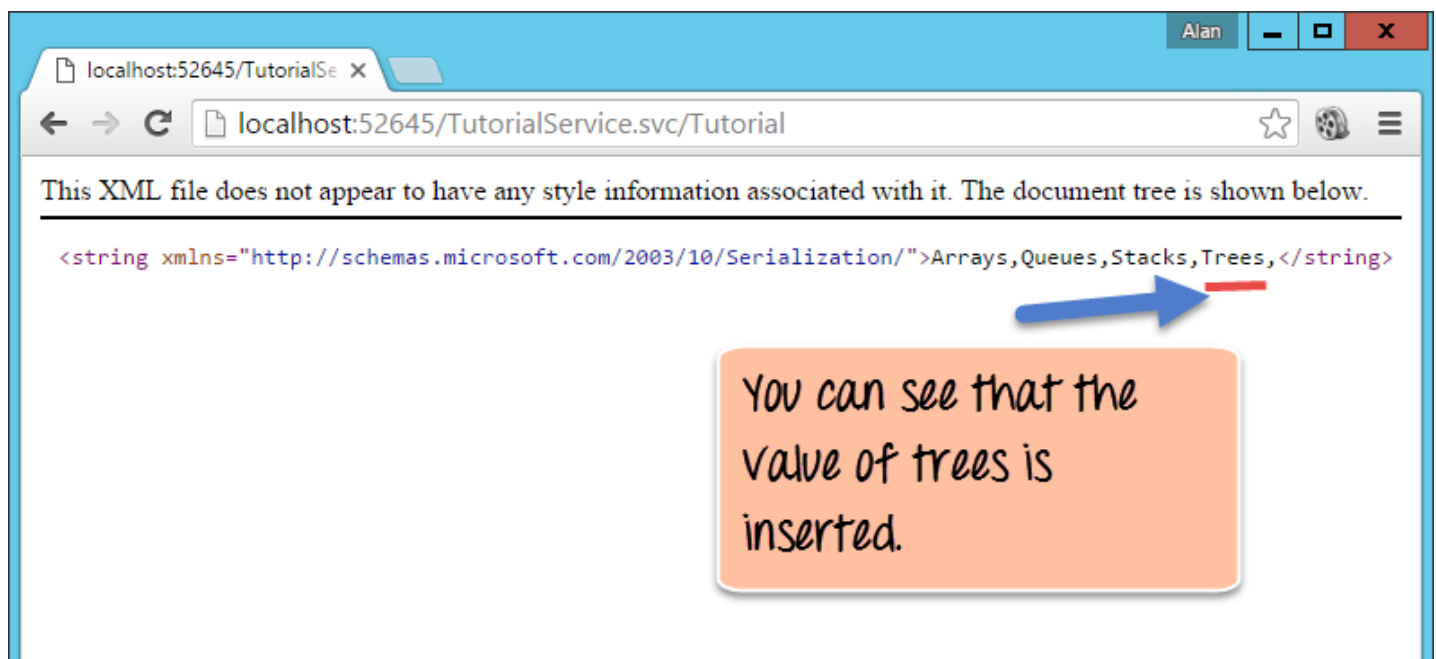 Alan
localhost:52645/TutorialSe
localhost:52645/TutorialService.svc/Tutorial
This XML file does not appear to have any style information associated with it. The document tree is shown below.
<string xmlns="http://schemas.microsoft.com/2003/10/Serialization/">Arrays,Queues,Stacks,Trees,</string>
You can see that the
value of trees is
inserted.